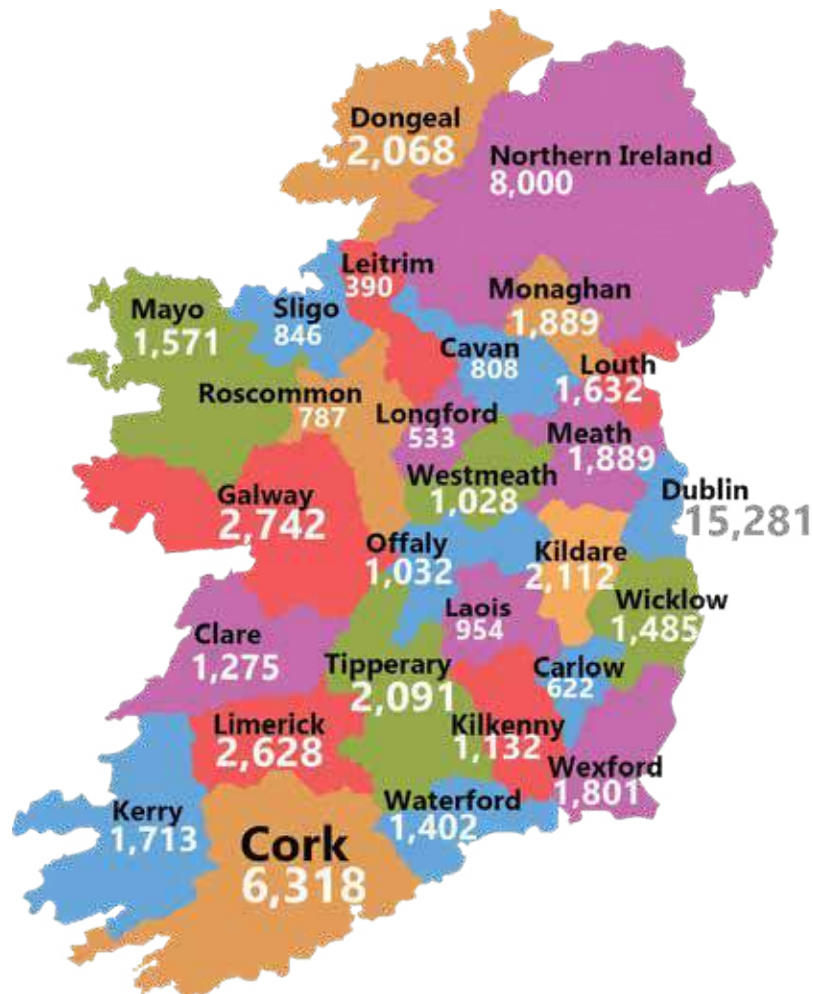 Dongeal
2,068
Northern Ireland
8,000
Leitrim
390
Monaghan
1,889
Mayo
1,571
Sligo
846
Cavan
808
Louth
1,632
Roscommon
787
Longford
533
Meath
1,889
Westmeath
1,028
Dublin
15,281
Galway
2,742
Offaly
1,032
Kildare
2,112
Laois
954
Wicklow
1,485
Clare
1,275
Tipperary
2,091
Carlow
622
Limerick
2,628
Kilkenny
1,132
Wexford
1,801
Kerry
1,713
Waterford
1,402
Cork
6,318